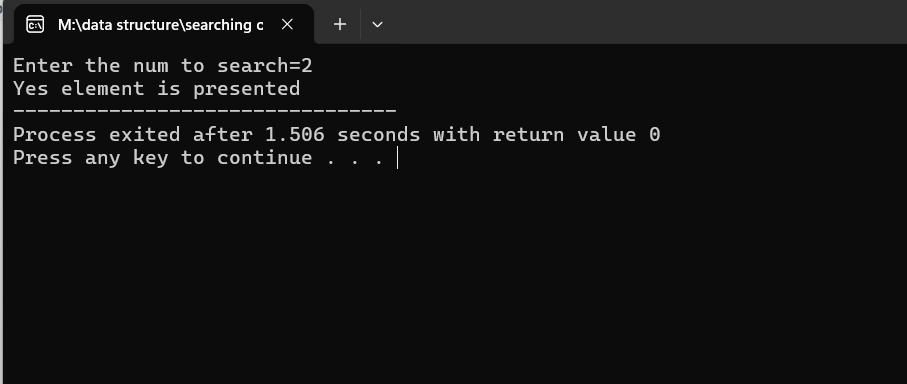 M:\data structure\searching c
Enter the num to search=2
Yes element is presented
--------------------------------
Process exited after 1.506 seconds with return value 0
Press any key to continue . . .